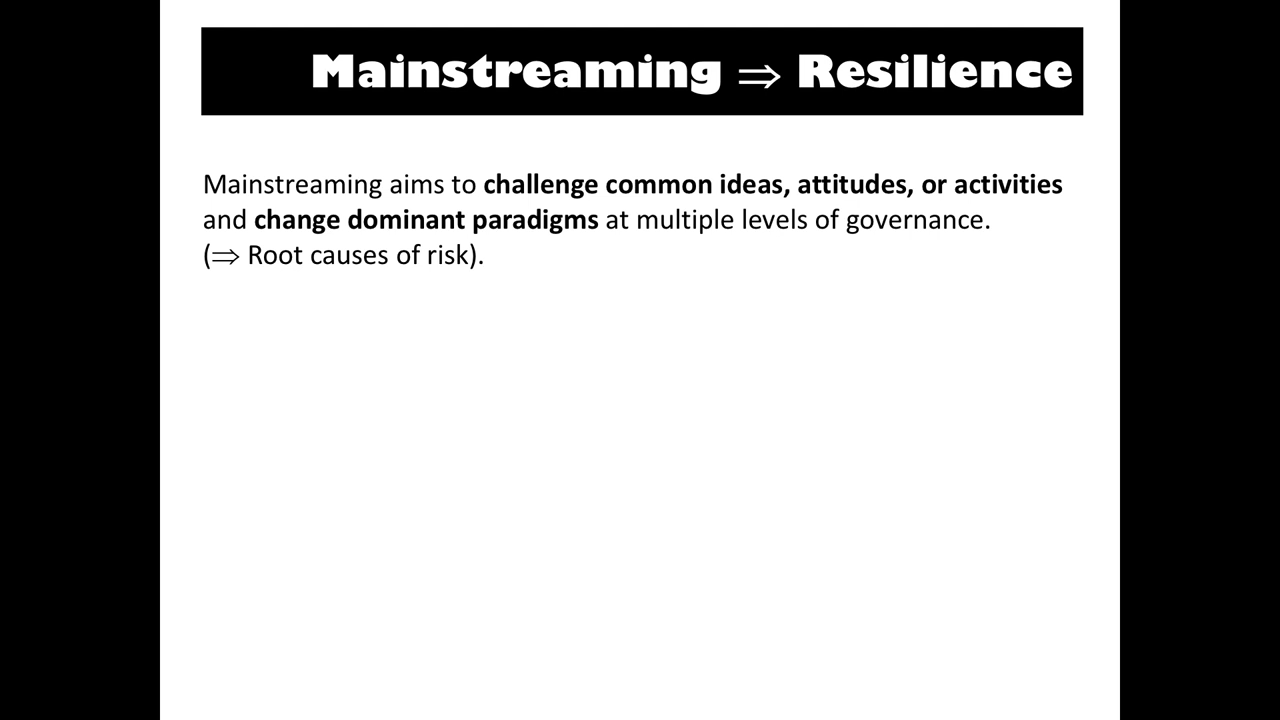 Mainstreaming ⇒ Resilience
Mainstreaming aims to challenge common ideas, attitudes, or activities
and change dominant paradigms at multiple levels of governance.
(⇒ Root causes of risk).